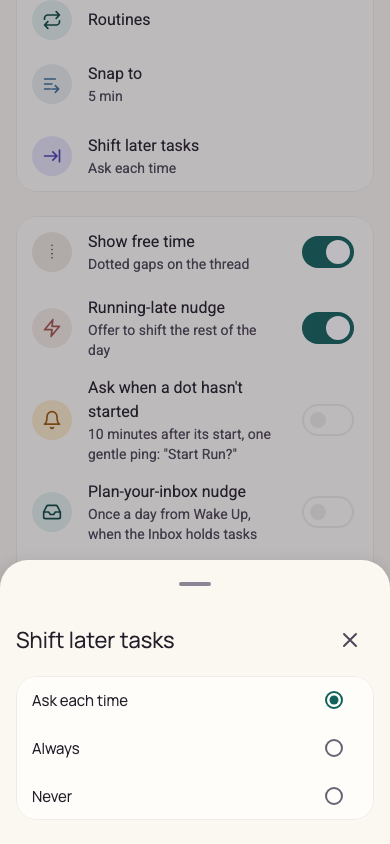 Routines
Snap to
5 min
Shift later tasks
Ask each time
Show free time
Dotted gaps on the thread
Running-late nudge
Offer to shift the rest of the
day
Ask when a dot hasn't
started
10 minutes after its start, one
gentle ping: "Start Run?"
Plan-your-inbox nudge
Once a day from Wake Up,
when the Inbox holds tasks
Shift later tasks
Ask each time
Always
Never